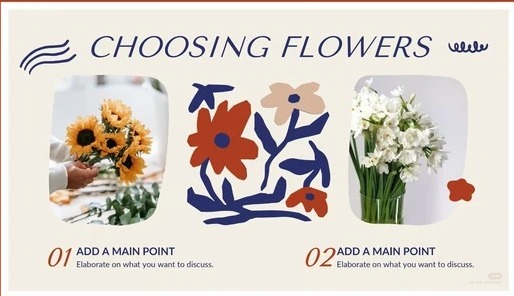 CHOOSING FLOWERS
01 ADD A MAIN POINT
Elaborate on what you want to discuss.
02 ADD A MAIN POINT
Elaborate on what you want to discuss.